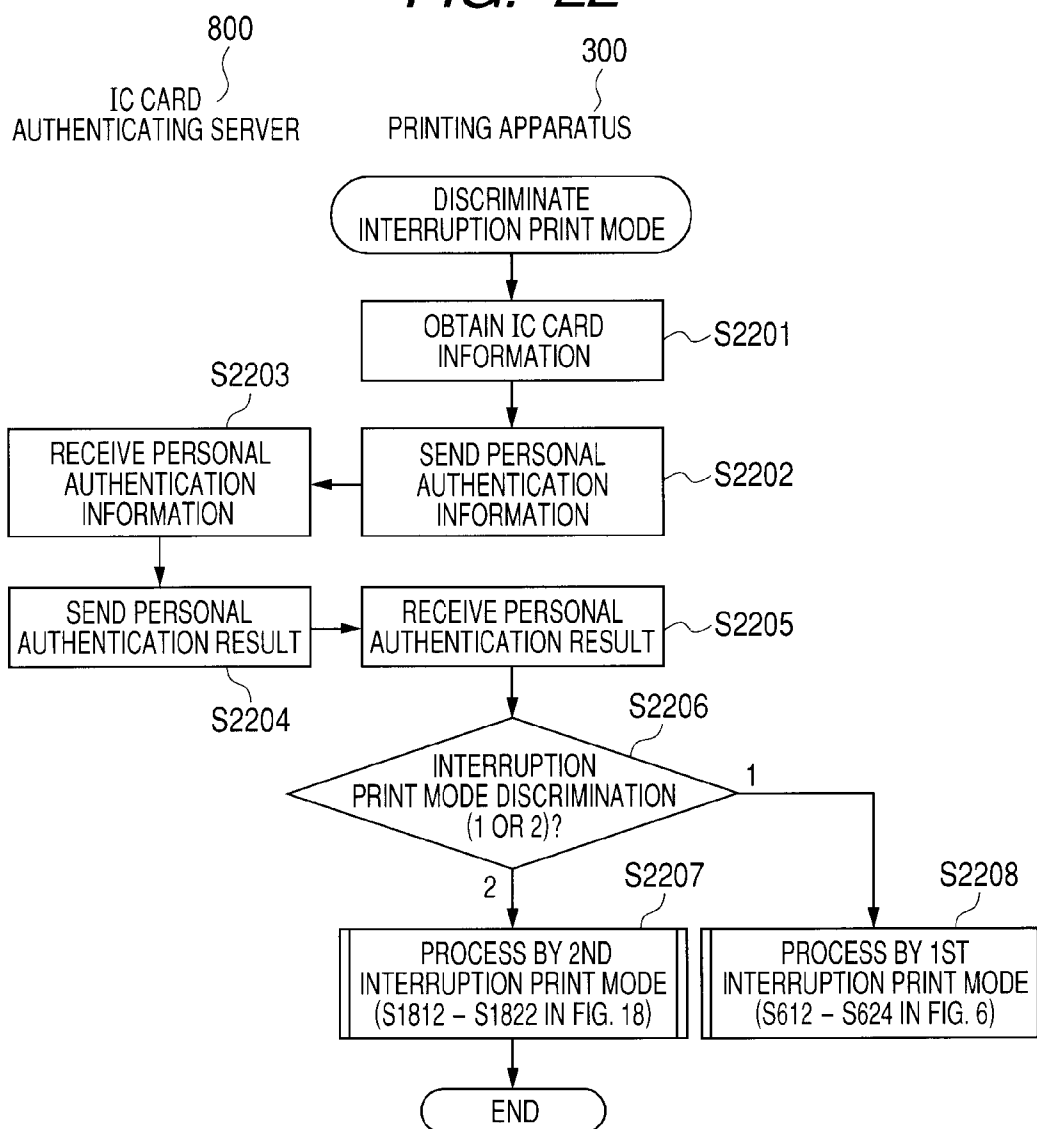 FIG. 22
800
300
IC CARD
AUTHENTICATING SERVER
PRINTING APPARATUS
DISCRIMINATE
INTERRUPTION PRINT MODE
OBTAIN IC CARD
INFORMATION
S2201
S2203
RECEIVE PERSONAL
AUTHENTICATION
INFORMATION
SEND PERSONAL
AUTHENTICATION
INFORMATION
S2202
SEND PERSONAL
AUTHENTICATION RESULT
RECEIVE PERSONAL
AUTHENTICATION RESULT
S2205
S2204
S2206
INTERRUPTION
PRINT MODE DISCRIMINATION
(1 OR 2)?
1
2
S2207
S2208
PROCESS BY 2ND
INTERRUPTION PRINT MODE
(S1812 – S1822 IN FIG. 18)
PROCESS BY 1ST
INTERRUPTION PRINT MODE
(S612 – S624 IN FIG. 6)
END